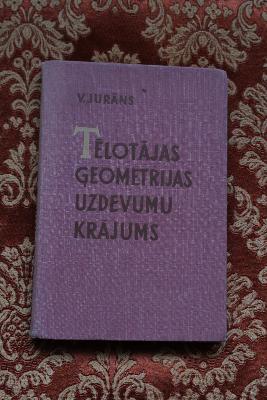 V. JURĀNS
TĒLOTĀJAS
ĢEOMETRIJAS
UZDEVUMU
KRĀJUMS